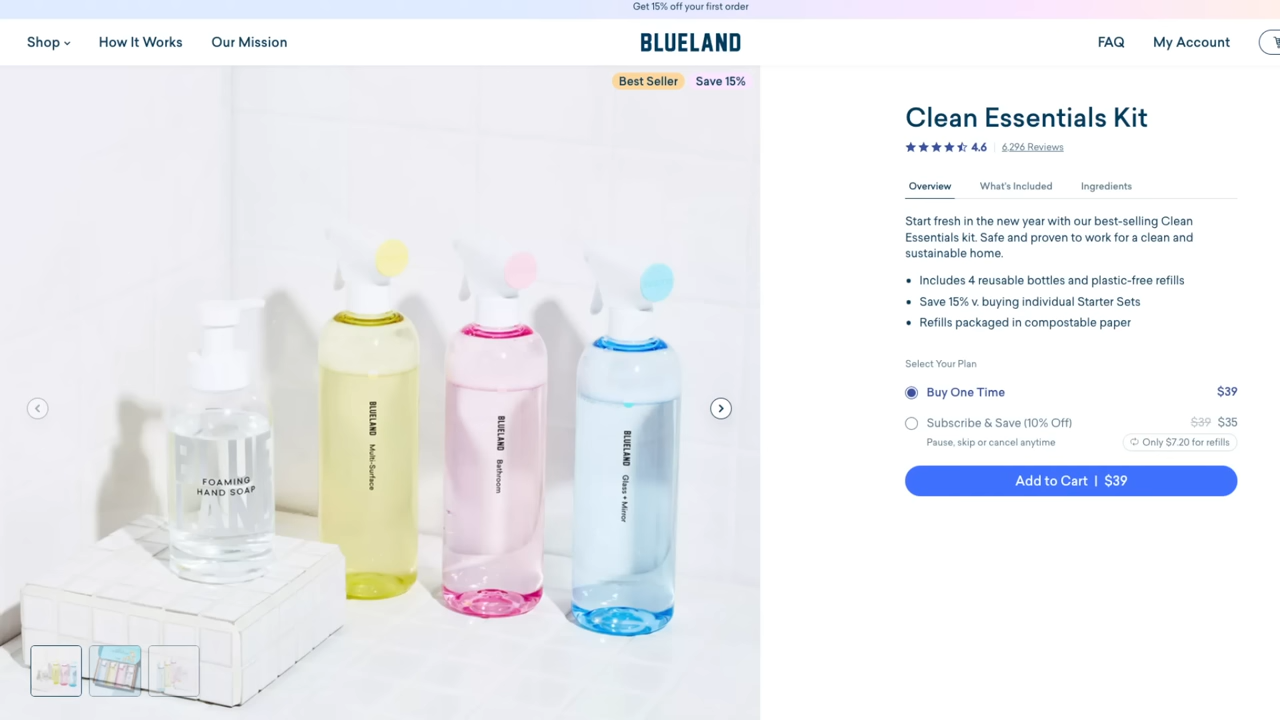 Get 15% off your first order
Shop
How It Works
Our Mission
BLUELAND
FAQ
My Account
Best Seller
Save 15%
Clean Essentials Kit
4.6
6,296 Reviews
Overview
What's Included
Ingredients
Start fresh in the new year with our best-selling Clean
Essentials kit. Safe and proven to work for a clean and
sustainable home.
• Includes 4 reusable bottles and plastic-free refills
• Save 15% v. buying individual Starter Sets
• Refills packaged in compostable paper
Select Your Plan
Buy One Time
$39
Subscribe & Save (10% Off)
$39 $35
Pause, skip or cancel anytime
Only $7.20 for refills
Add to Cart | $39
FOAMING
HAND SOAP
BLUELAND Multi-Surface
BLUELAND Bathroom
BLUELAND Glass + Mirror